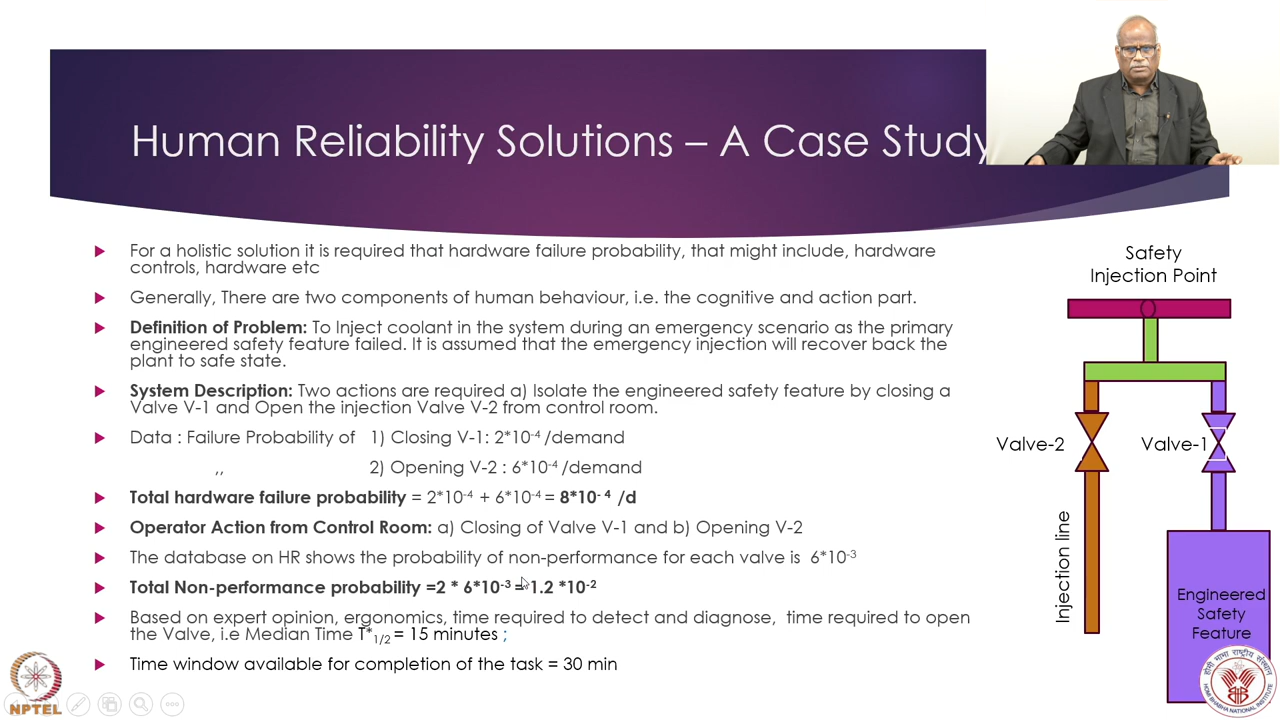 Human Reliability Solutions – A Case Study
For a holistic solution it is required that hardware failure probability, that might include, hardware
controls, hardware etc
Generally, There are two components of human behaviour, i.e. the cognitive and action part.
Definition of Problem: To Inject coolant in the system during an emergency scenario as the primary
engineered safety feature failed. It is assumed that the emergency injection will recover back the
plant to safe state.
System Description: Two actions are required a) Isolate the engineered safety feature by closing a
Valve V-1 and Open the injection Valve V-2 from control room.
Data : Failure Probability of 1) Closing V-1: 2*10-4 /demand
,, 2) Opening V-2 : 6*10-4 /demand
Total hardware failure probability = 2*10-4 + 6*10-4 = 8*10- 4 /d
Operator Action from Control Room: a) Closing of Valve V-1 and b) Opening V-2
The database on HR shows the probability of non-performance for each valve is 6*10-3
Total Non-performance probability =2 * 6*10-3 = 1.2 *10-2
Based on expert opinion, ergonomics, time required to detect and diagnose, time required to open
the Valve, i.e Median Time T*1/2 = 15 minutes ;
Time window available for completion of the task = 30 min
Safety
Injection Point
Valve-2
Valve-1
Injection line
Engineered
Safety
Feature
NPTEL